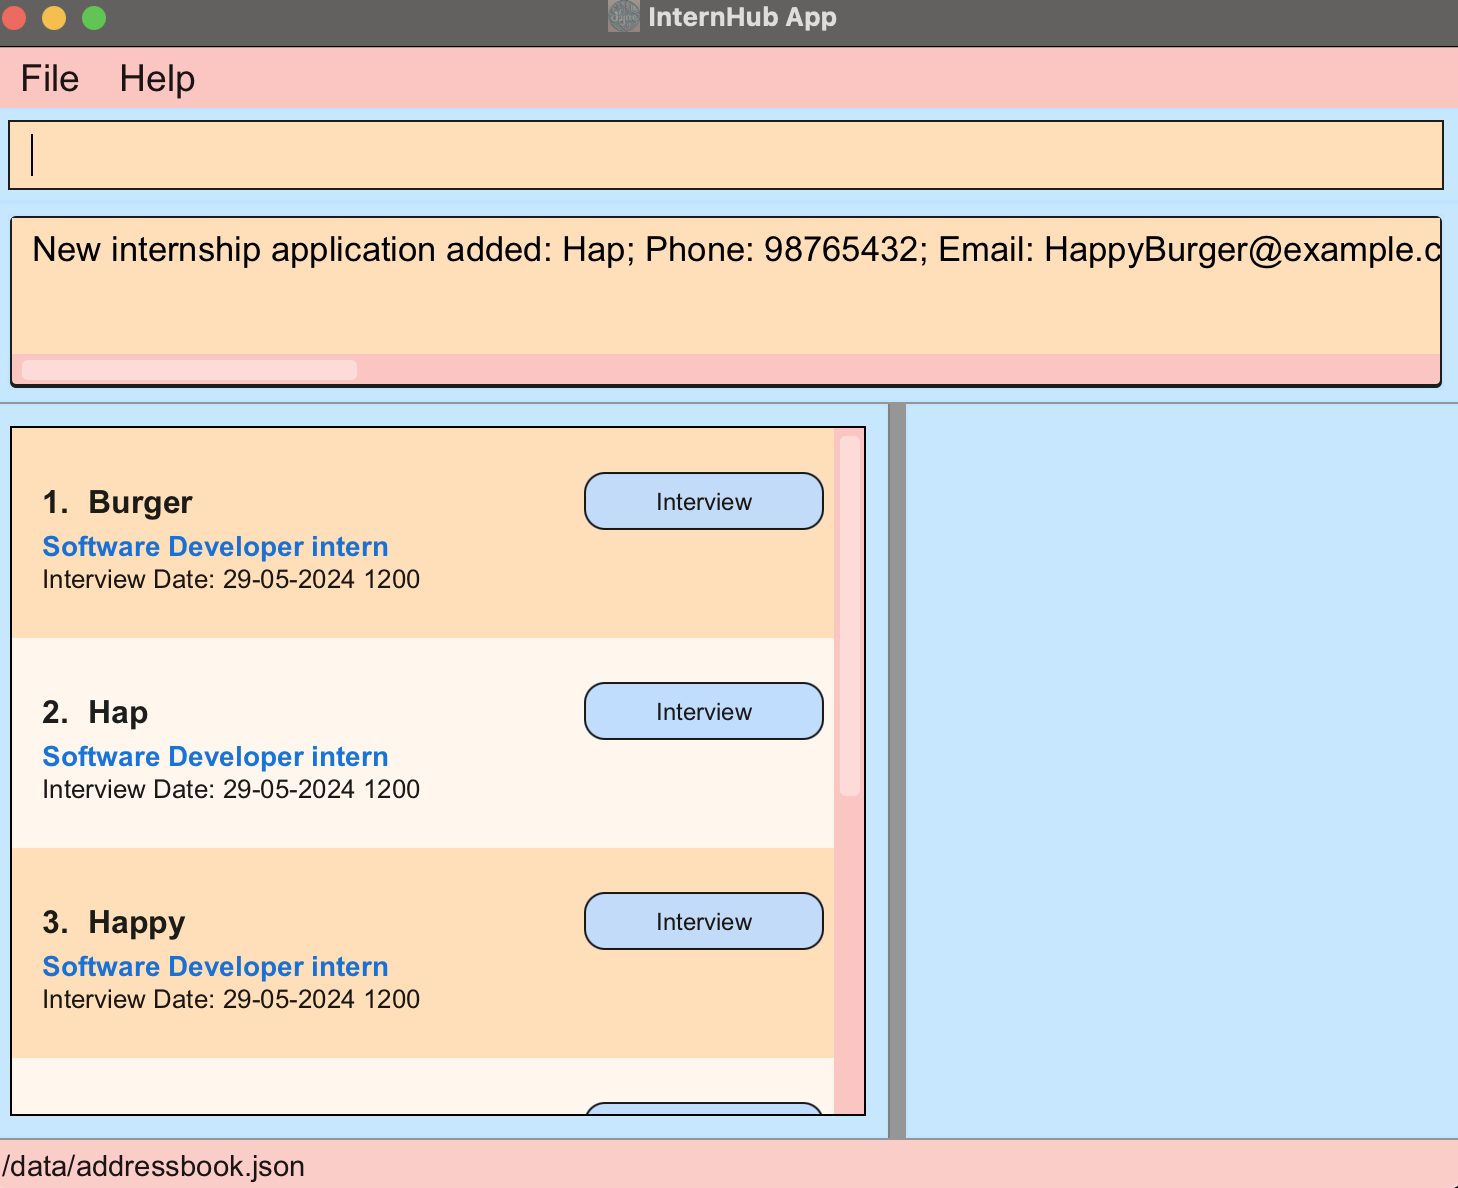 InternHub App
File Help
New internship application added: Hap; Phone: 98765432; Email: HappyBurger@example.c
1. Burger
Interview
Software Developer intern
Interview Date: 29-05-2024 1200
2. Hap
Interview
Software Developer intern
Interview Date: 29-05-2024 1200
3. Happy
Interview
Software Developer intern
Interview Date: 29-05-2024 1200
/data/addressbook.json